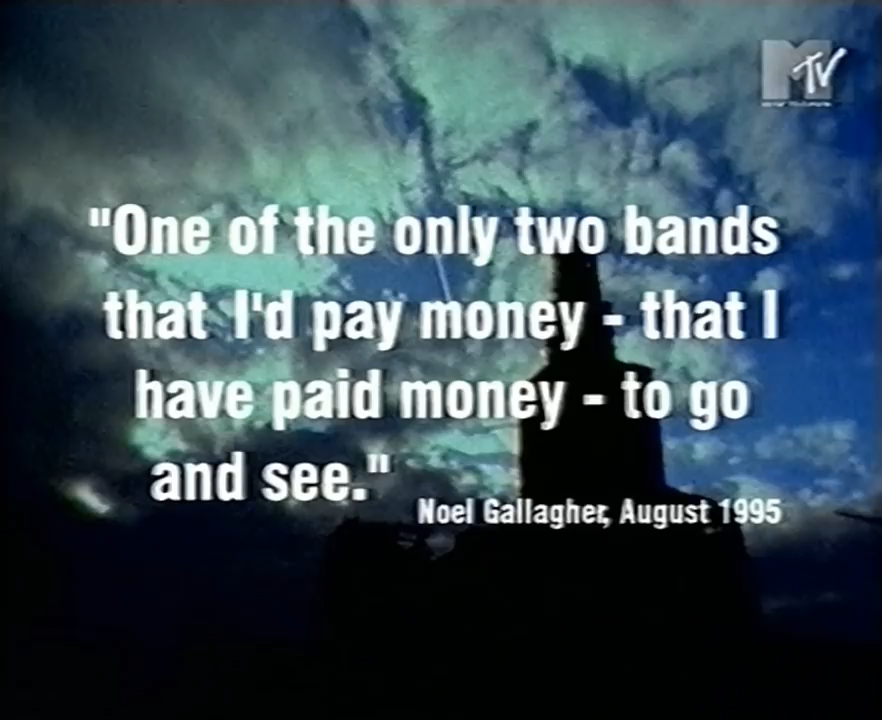 MTV
"One of the only two bands
that I'd pay money - that I
have paid money - to go
and see."
Noel Gallagher, August 1995